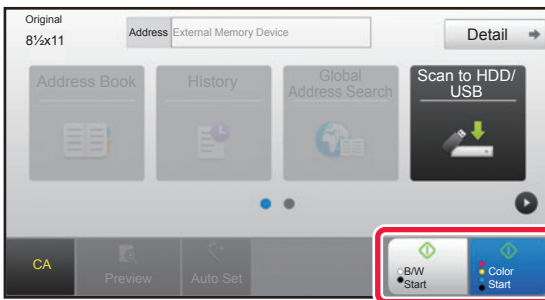 Original
8½x11
Address External Memory Device
Detail
Address Book
History
Global
Address Search
Scan to HDD/
USB
CA
Preview
Auto Set
B/W
Start
Color
Start